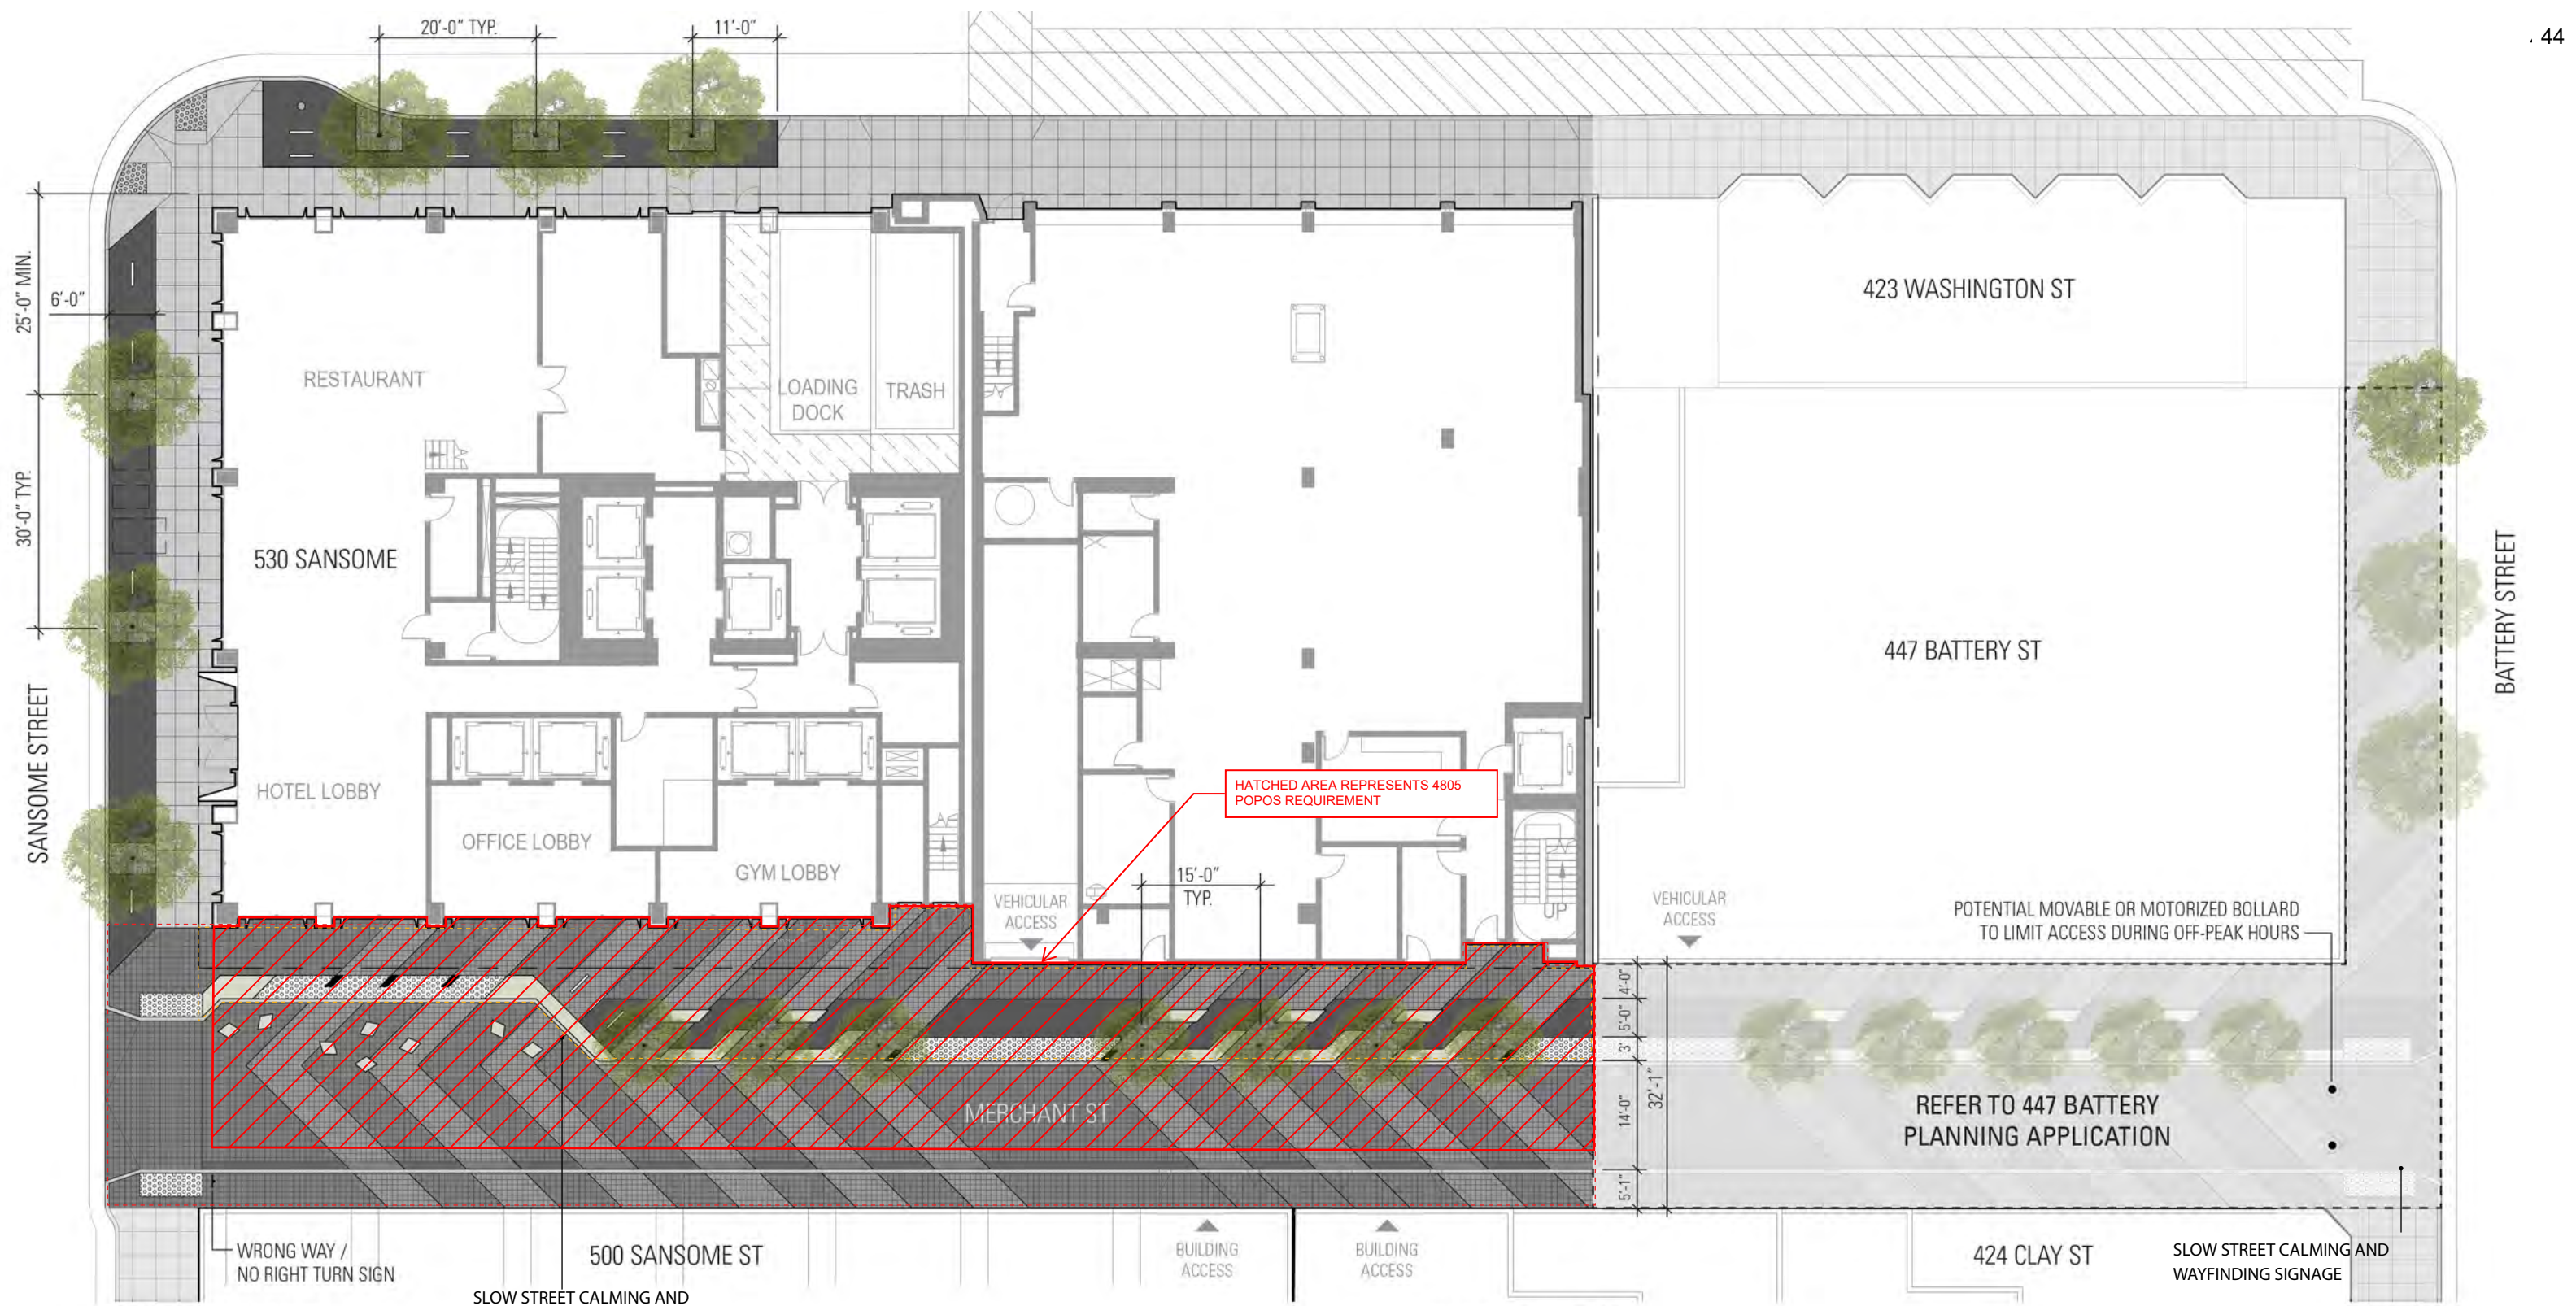 20'-0" TYP.
11'-0"
. 44
25'-0" MIN.
6'-0"
423 WASHINGTON ST
RESTAURANT
LOADING
DOCK
TRASH
30'-0" TYP.
530 SANSOME
447 BATTERY ST
BATTERY STREET
SANSOME STREET
HOTEL LOBBY
HATCHED AREA REPRESENTS 4805
POPOS REQUIREMENT
OFFICE LOBBY
GYM LOBBY
15'-0"
TYP.
VEHICULAR
ACCESS
UP
VEHICULAR
ACCESS
POTENTIAL MOVABLE OR MOTORIZED BOLLARD
TO LIMIT ACCESS DURING OFF-PEAK HOURS
4'-0"
5'-0"
3'
32'-1"
14'-0"
5'-1"
MERCHANT ST
REFER TO 447 BATTERY
PLANNING APPLICATION
WRONG WAY /
NO RIGHT TURN SIGN
500 SANSOME ST
BUILDING
ACCESS
BUILDING
ACCESS
424 CLAY ST
SLOW STREET CALMING AND
WAYFINDING SIGNAGE
SLOW STREET CALMING AND